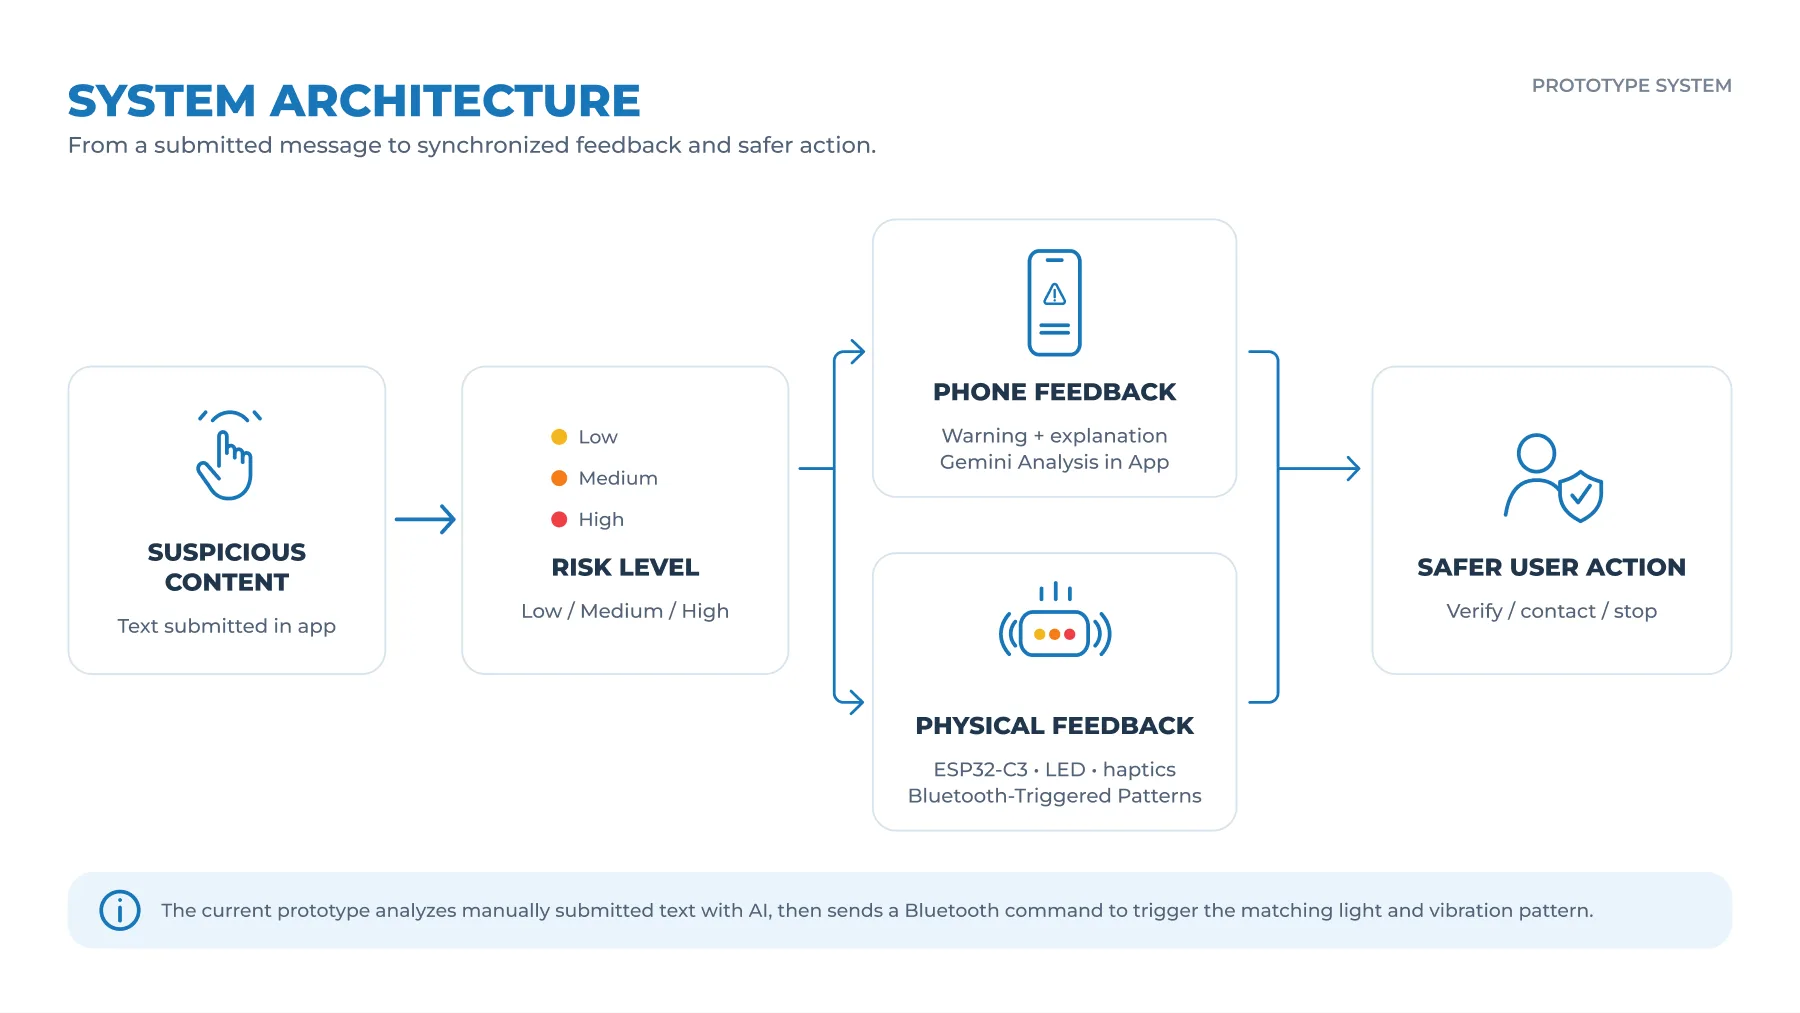 SYSTEM ARCHITECTURE
PROTOTYPE SYSTEM
From a submitted message to synchronized feedback and safer action.
SUSPICIOUS
CONTENT
Text submitted in app
Low
Medium
High
RISK LEVEL
Low / Medium / High
PHONE FEEDBACK
Warning + explanation
Gemini Analysis in App
PHYSICAL FEEDBACK
ESP32-C3 • LED • haptics
Bluetooth-Triggered Patterns
SAFER USER ACTION
Verify / contact / stop
The current prototype analyzes manually submitted text with AI, then sends a Bluetooth command to trigger the matching light and vibration pattern.